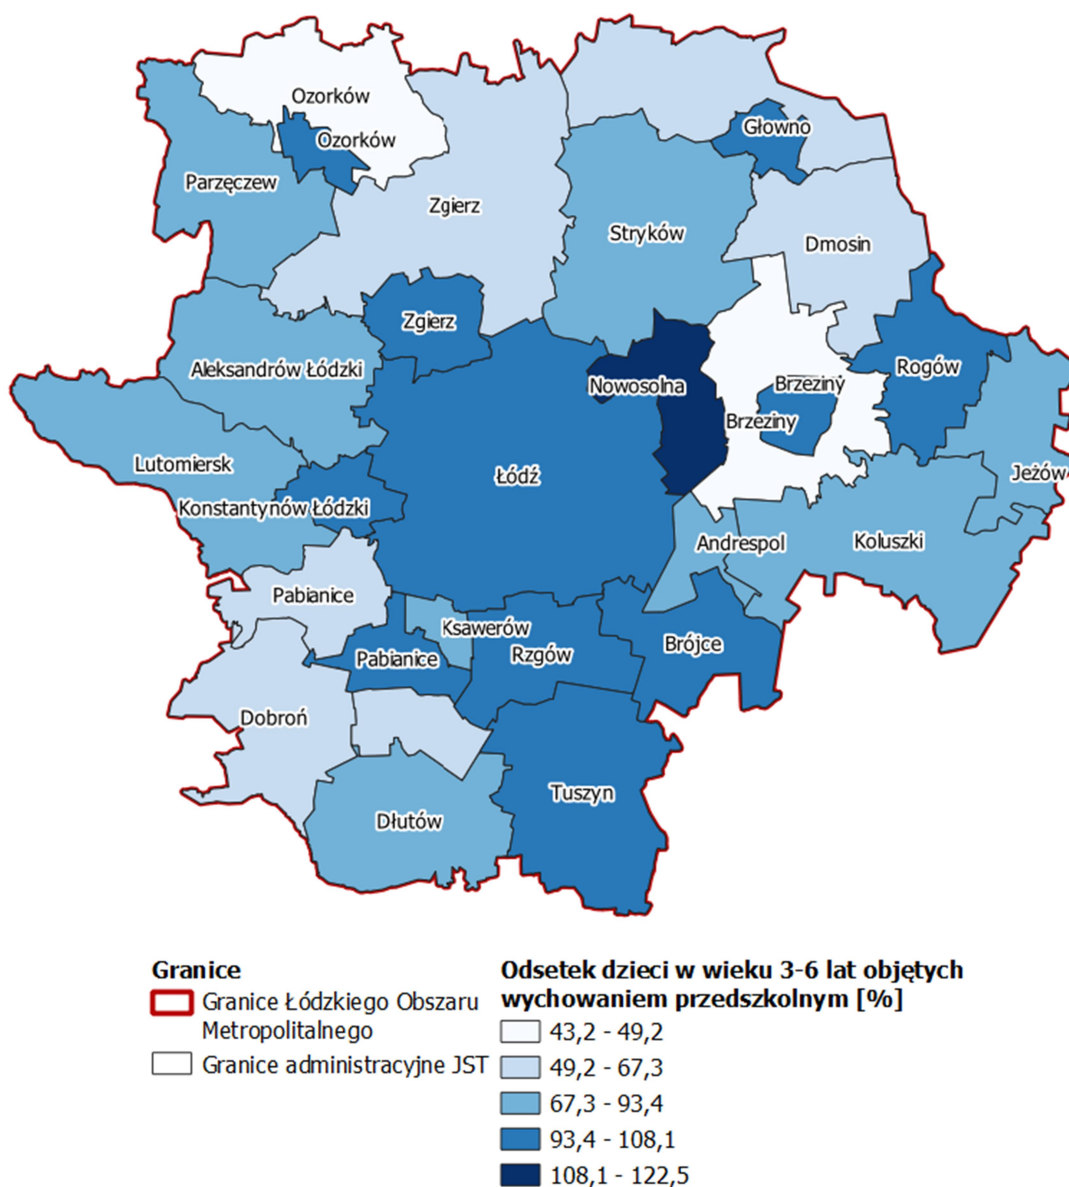 Ozorków
Ozorków
Głowno
Parzęczew
Zgierz
Stryków
Dmosin
Zgierz
Aleksandrów Łódzki
Nowosolna
Brzeziny
Rogów
Brzeziny
Lutomiersk
Łódź
Jeżów
Konstantynów Łódzki
Andrespol
Koluszki
Pabianice
Ksawerów
Brójce
Pabianice
Rzgów
Dobroń
Tuszyn
Dłutów
Granice
Granice Łódzkiego Obszaru
Metropolitalnego
Granice administracyjne JST
Odsetek dzieci w wieku 3-6 lat objętych
wychowaniem przedszkolnym [%]
43,2 - 49,2
49,2 - 67,3
67,3 - 93,4
93,4 - 108,1
108,1 - 122,5